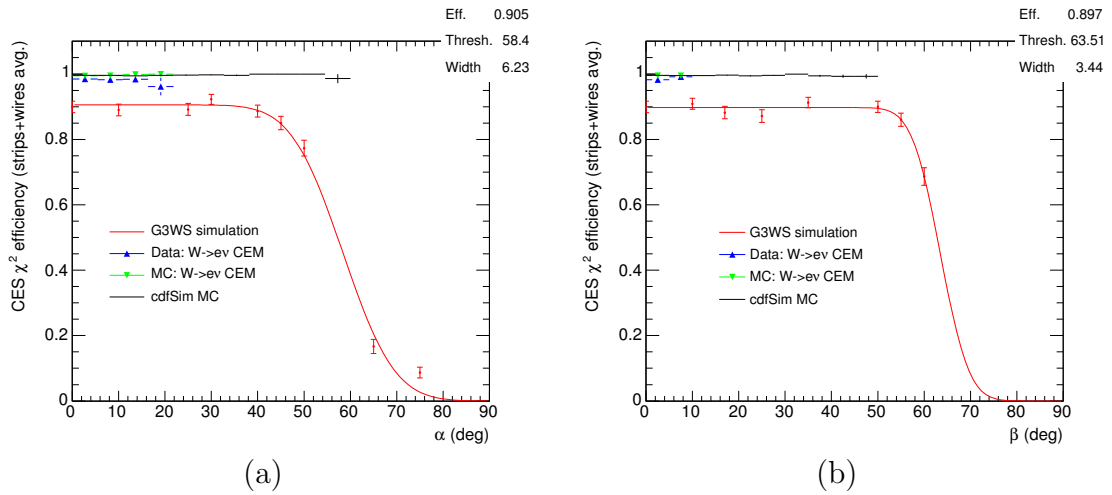 Eff. 0.905
Thresh. 58.4
Width 6.23
CES χ² efficiency (strips+wires avg.)
1
0.8
0.6
0.4
0.2
0
G3WS simulation
Data: W->eν CEM
MC: W->eν CEM
cdfSim MC
0 10 20 30 40 50 60 70 80 90
α (deg)
(a)
Eff. 0.897
Thresh. 63.51
Width 3.44
CES χ² efficiency (strips+wires avg.)
1
0.8
0.6
0.4
0.2
0
G3WS simulation
Data: W->eν CEM
MC: W->eν CEM
cdfSim MC
0 10 20 30 40 50 60 70 80 90
β (deg)
(b)